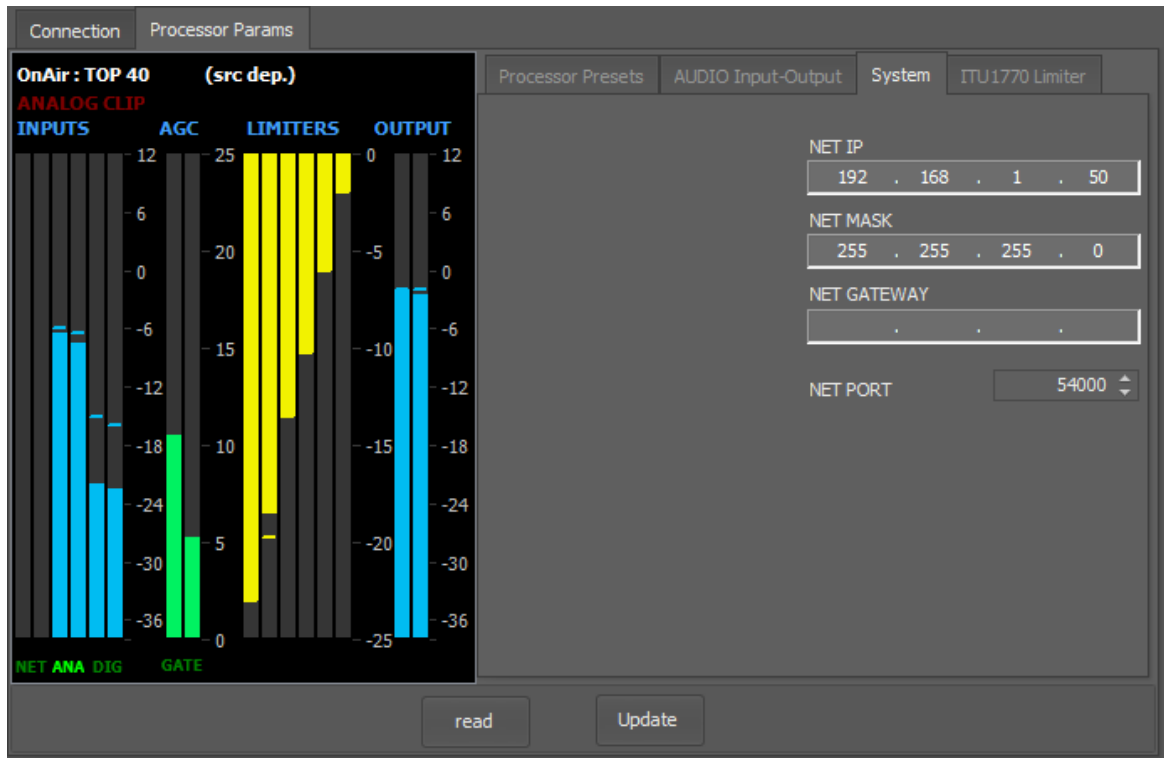 Connection Processor Params
OnAir : TOP 40 (src dep.)
ANALOG CLIP
INPUTS AGC LIMITERS OUTPUT
12 25 0 12
6 6
20 -5
0 0
-6 -6
15 -10
-12 -12
-18 10 -15 -18
-24 -24
5 -20
-30 -30
-36 -36
0 -25
NET ANA DIG GATE
Processor Presets AUDIO Input-Output System ITU1770 Limiter
NET IP
192 . 168 . 1 . 50
NET MASK
255 . 255 . 255 . 0
NET GATEWAY
. . .
NET PORT 54000
read Update